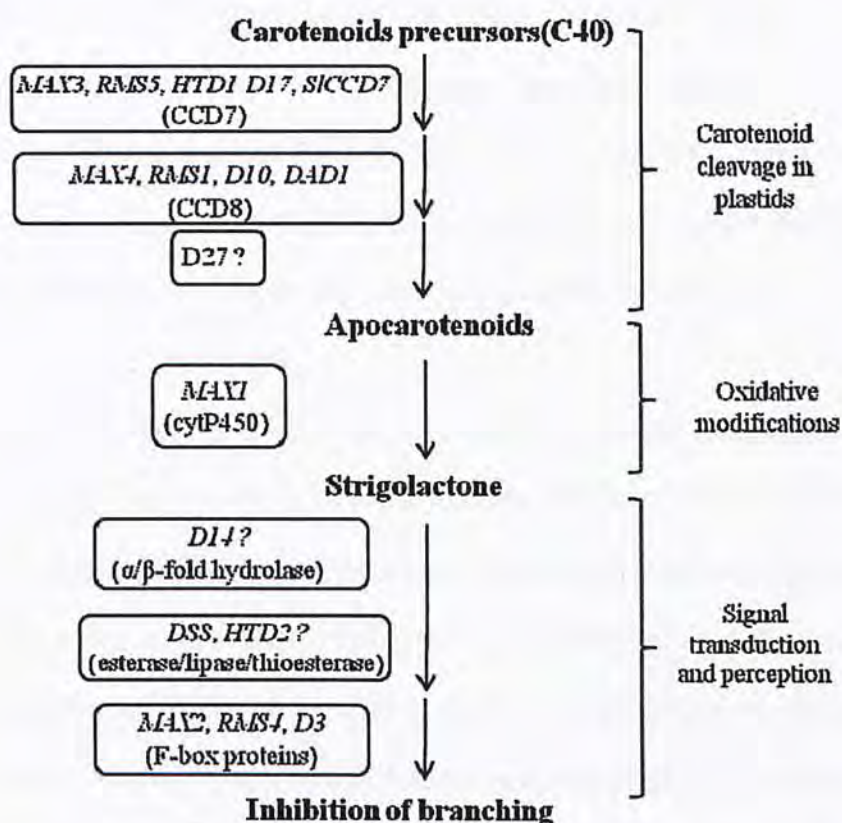 Carotenoids precursors(C40)
MAX3, RMS5, HTD1 D17, SlCCD7
(CCD7)
MAX4, RMS1, D10, DAD1
(CCD8)
D27?
Carotenoid
cleavage in
plastids
Apocarotenoids
MAX1
(cytP450)
Oxidative
modifications
Strigolactone
D14?
(α/β-fold hydrolase)
DSS, HTD2?
(esterase/lipase/thioesterase)
MAX2, RMS4, D3
(F-box proteins)
Signal
transduction
and perception
Inhibition of branching